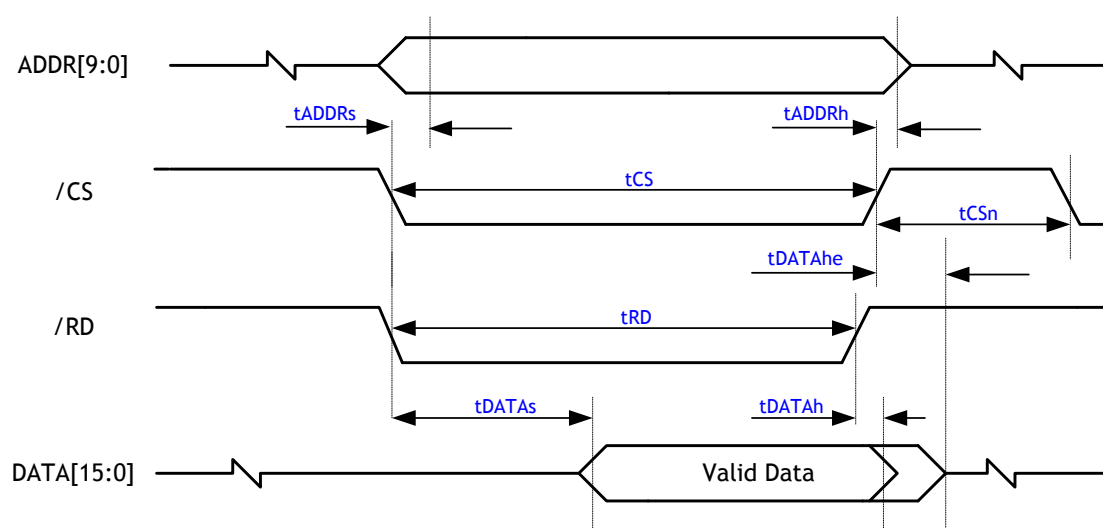 ADDR[9:0]
tADDRs
tADDRh
/CS
tCS
tCSn
tDATAhe
/RD
tRD
tDATAs
tDATAh
DATA[15:0]
Valid Data